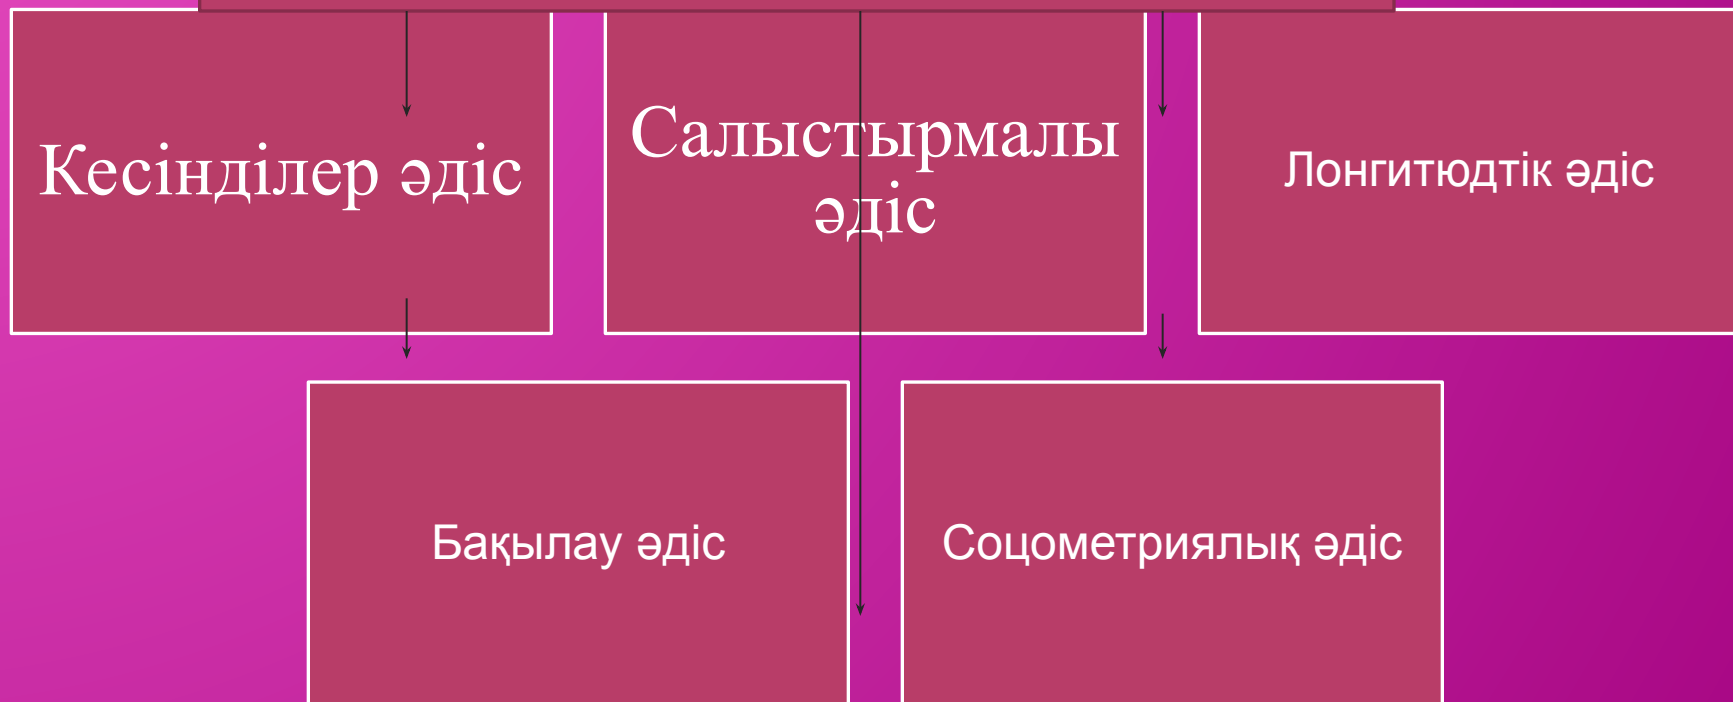 Кесінділер әдіс
Салыстырмалы
әдіс
Лонгитюдтік әдіс
Бақылау әдіс
Соцометриялық әдіс